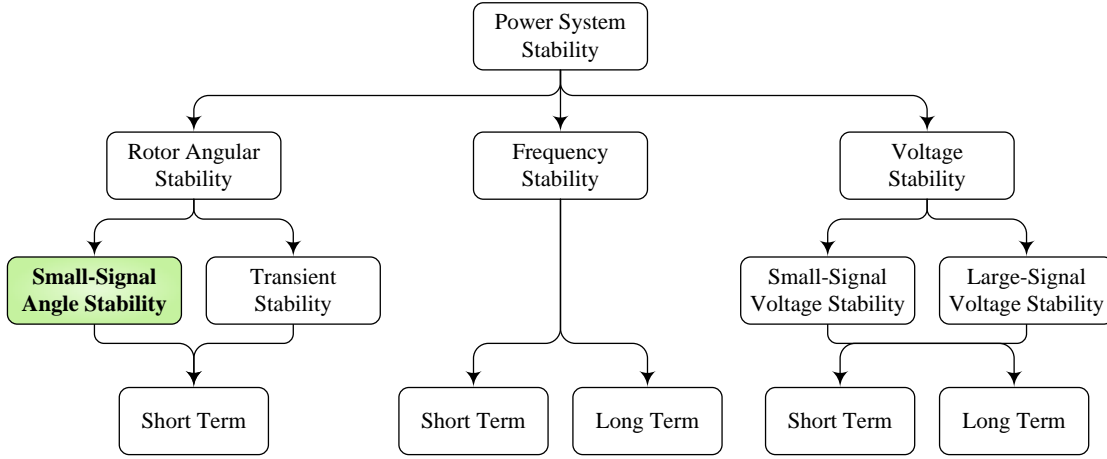 Power System
Stability
Rotor Angular
Stability
Frequency
Stability
Voltage
Stability
Small-Signal
Angle Stability
Transient
Stability
Small-Signal
Voltage Stability
Large-Signal
Voltage Stability
Short Term
Short Term
Long Term
Short Term
Long Term